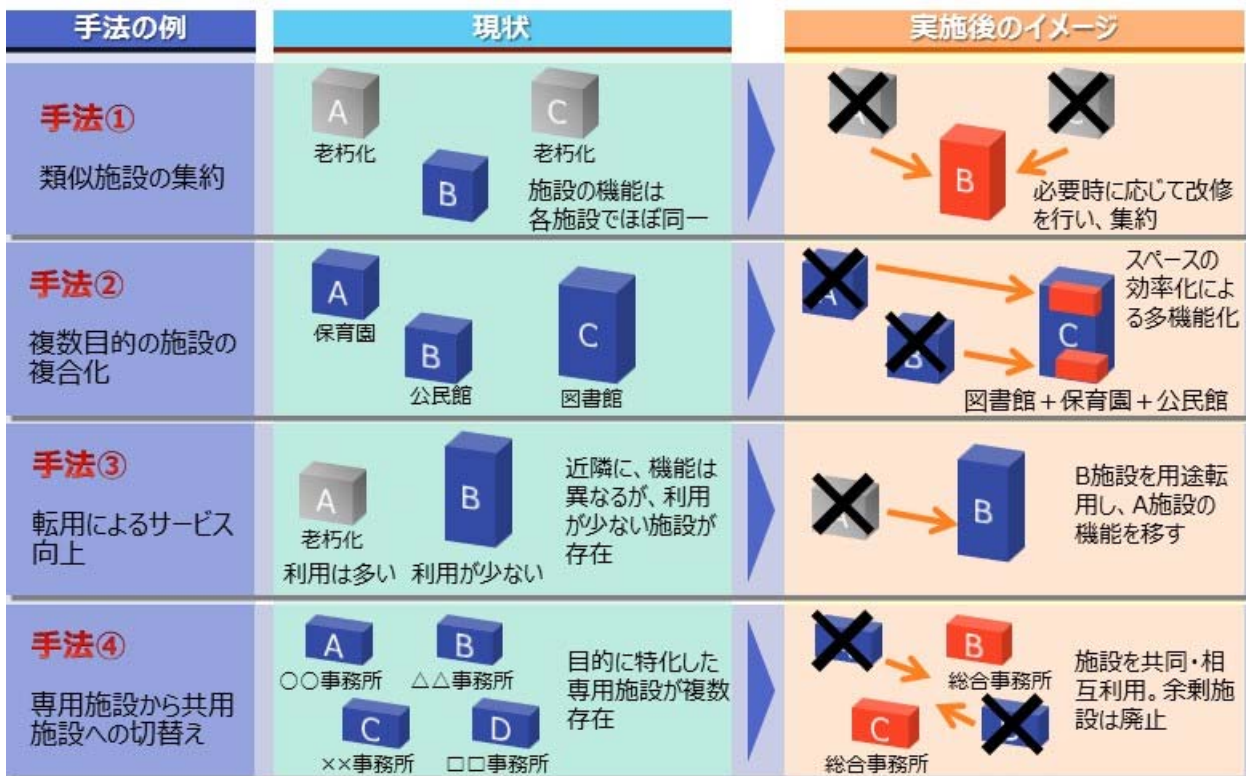 手法の例
現状
実施後のイメージ
手法①
類似施設の集約
A
老朽化
C
老朽化
B
施設の機能は
各施設でほぼ同一
C
B
必要時に応じて改修
を行い、集約
手法②
複数目的の施設の
複合化
A
保育園
B
公民館
C
図書館
A
B
C
スペースの
効率化によ
る多機能化
図書館＋保育園＋公民館
手法③
転用によるサービス
向上
A
老朽化
利用は多い
B
利用が少ない
近隣に、機能は
異なるが、利用
が少ない施設が
存在
A
B
B施設を用途転
用し、A施設の
機能を移す
手法④
専用施設から共用
施設への切替え
A
○○事務所
B
△△事務所
C
××事務所
D
□□事務所
目的に特化した
専用施設が複数
存在
B
総合事務所
C
総合事務所
施設を共同・相
互利用。余剰施
設は廃止